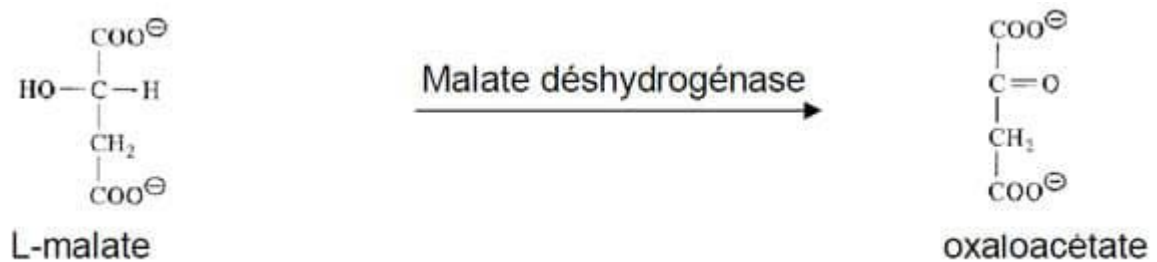 COO⊖
HO—C—H
CH₂
COO⊖
L-malate
Malate déshydrogénase
COO⊖
C=O
CH₂
COO⊖
oxaloacétate